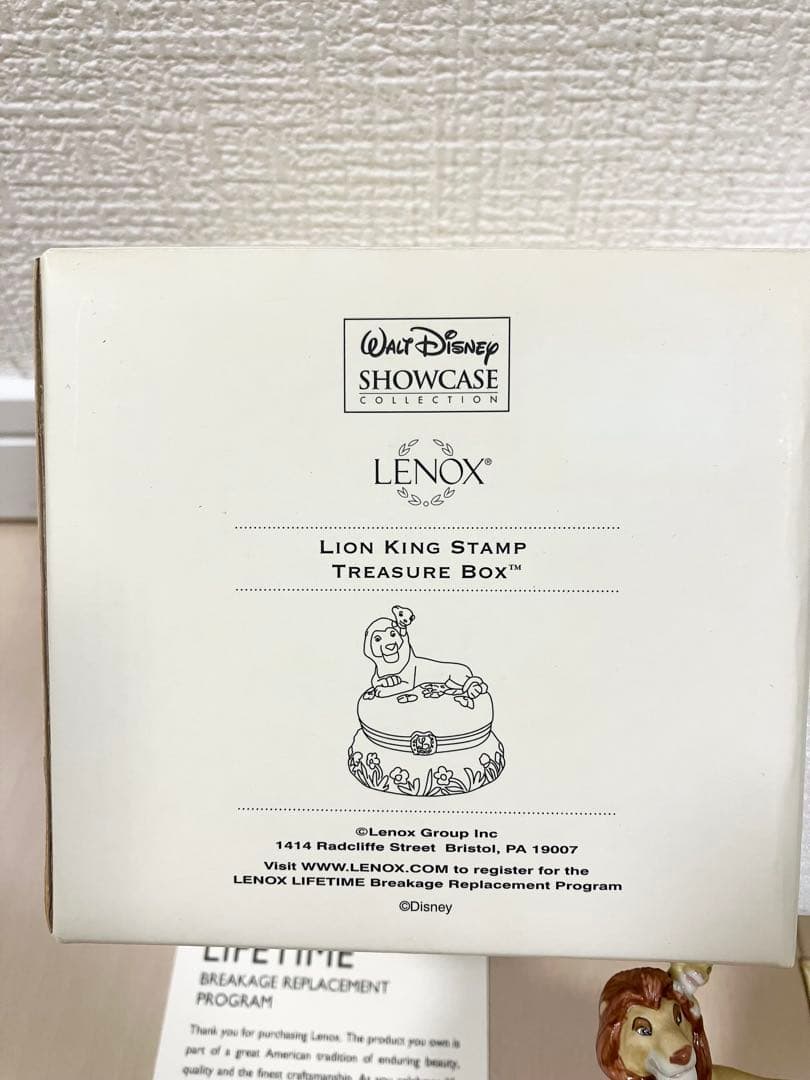 WALT DISNEY
SHOWCASE
COLLECTION
LENOX®
LION KING STAMP
TREASURE BOX™
©Lenox Group Inc
1414 Radcliffe Street Bristol, PA 19007
Visit WWW.LENOX.COM to register for the
LENOX LIFETIME Breakage Replacement Program
©Disney
LIFETIME
BREAKAGE REPLACEMENT
PROGRAM
Thank you for purchasing Lenox. The product you own is
part of a great American tradition of enduring beauty,
quality and the finest craftsmanship.